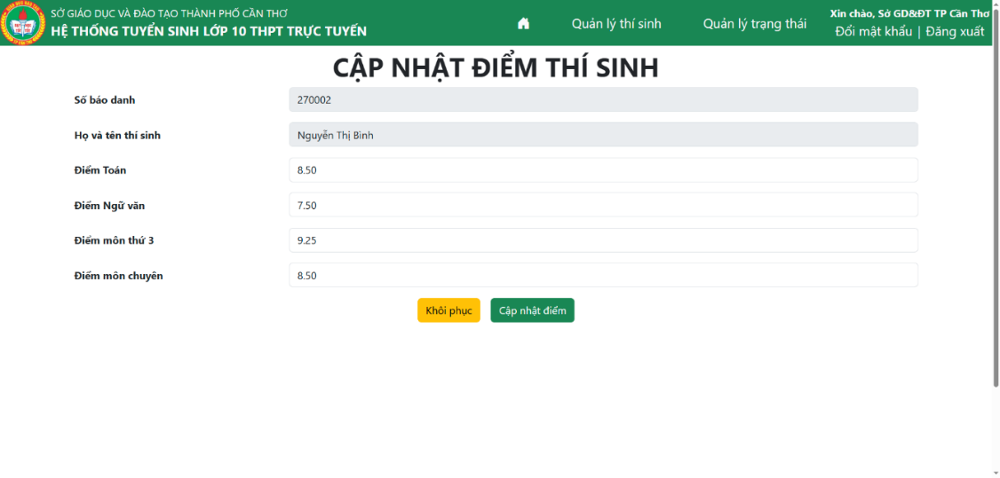 SỞ GIÁO DỤC VÀ ĐÀO TẠO THÀNH PHỐ CẦN THƠ
HỆ THỐNG TUYỂN SINH LỚP 10 THPT TRỰC TUYẾN
Quản lý thí sinh
Quản lý trạng thái
Xin chào, Sở GD&ĐT TP Cần Thơ
Đổi mật khẩu | Đăng xuất
CẬP NHẬT ĐIỂM THÍ SINH
Số báo danh 270002
Họ và tên thí sinh Nguyễn Thị Bình
Điểm Toán 8.50
Điểm Ngữ văn 7.50
Điểm môn thứ 3 9.25
Điểm môn chuyên 8.50
Khôi phục Cập nhật điểm